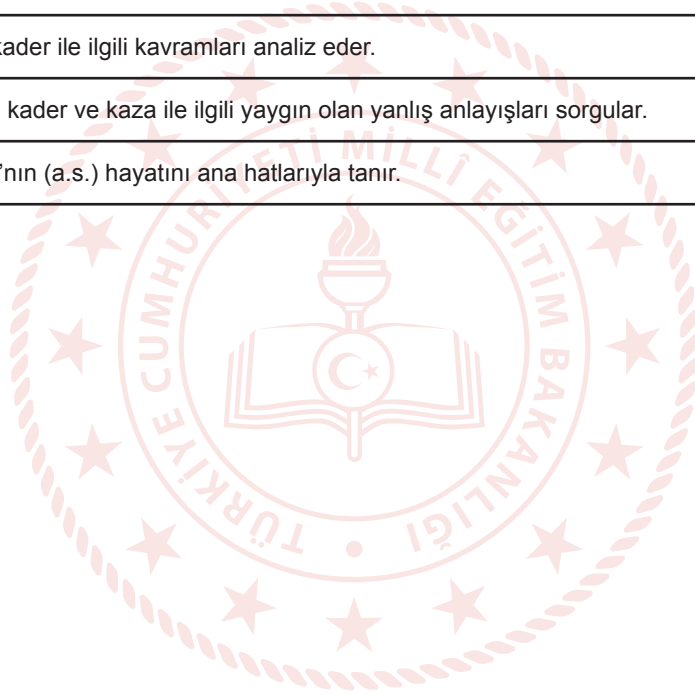 kader ile ilgili kavramları analiz eder.
kader ve kaza ile ilgili yaygın olan yanlış anlayışları sorgular.
'nın (a.s.) hayatını ana hatlarıyla tanır.
TÜRKİYE CUMHURİYETİ MİLLÎ EĞİTİM BAKANLIĞI